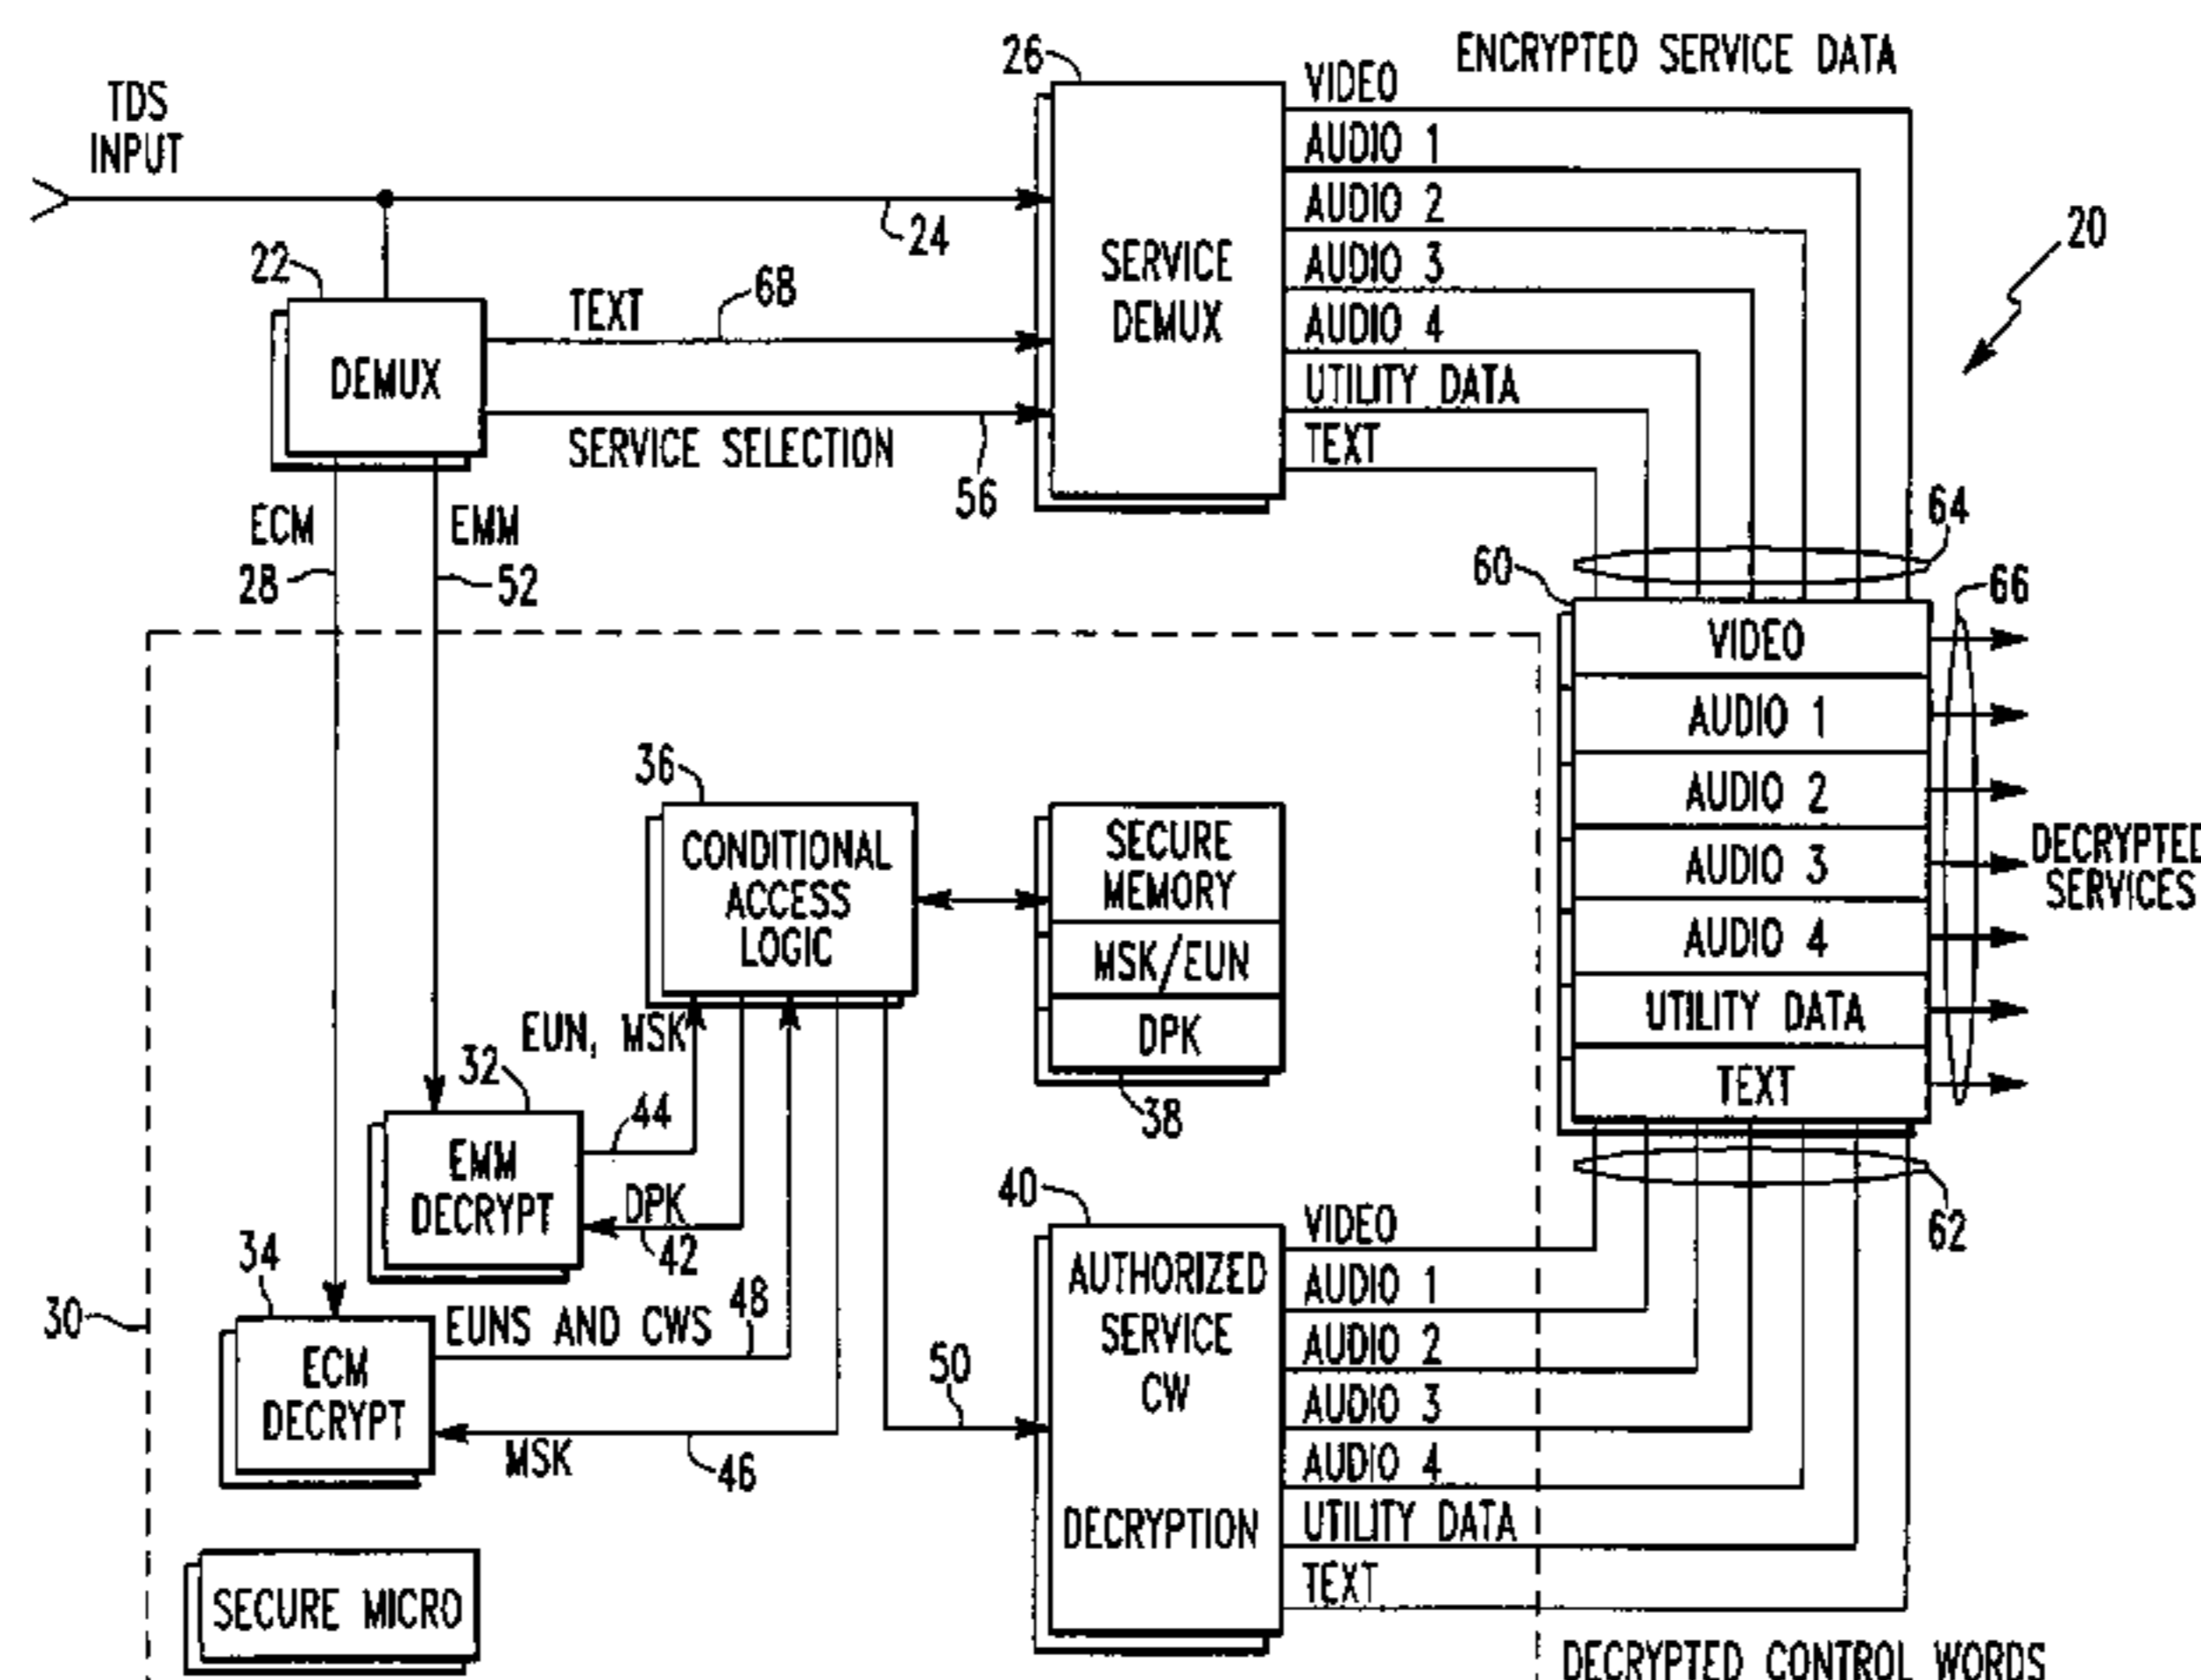 TDS
INPUT
24
22
DEMUX
TEXT
68
SERVICE SELECTION
56
ECM
28
EMM
52
26
SERVICE
DEMUX
ENCRYPTED SERVICE DATA
VIDEO
AUDIO 1
AUDIO 2
AUDIO 3
AUDIO 4
UTILITY DATA
TEXT
20
64
60
66
VIDEO
AUDIO 1
AUDIO 2
AUDIO 3
AUDIO 4
UTILITY DATA
TEXT
DECRYPTED
SERVICES
62
36
CONDITIONAL
ACCESS
LOGIC
SECURE
MEMORY
MSK/EUN
DPK
38
EUN, MSK
32
44
EMM
DECRYPT
DPK
42
34
30
ECM
DECRYPT
EUNS AND CWS
48
MSK
46
50
40
AUTHORIZED
SERVICE
CW
DECRYPTION
VIDEO
AUDIO 1
AUDIO 2
AUDIO 3
AUDIO 4
UTILITY DATA
TEXT
SECURE MICRO
DECRYPTED CONTROL WORDS